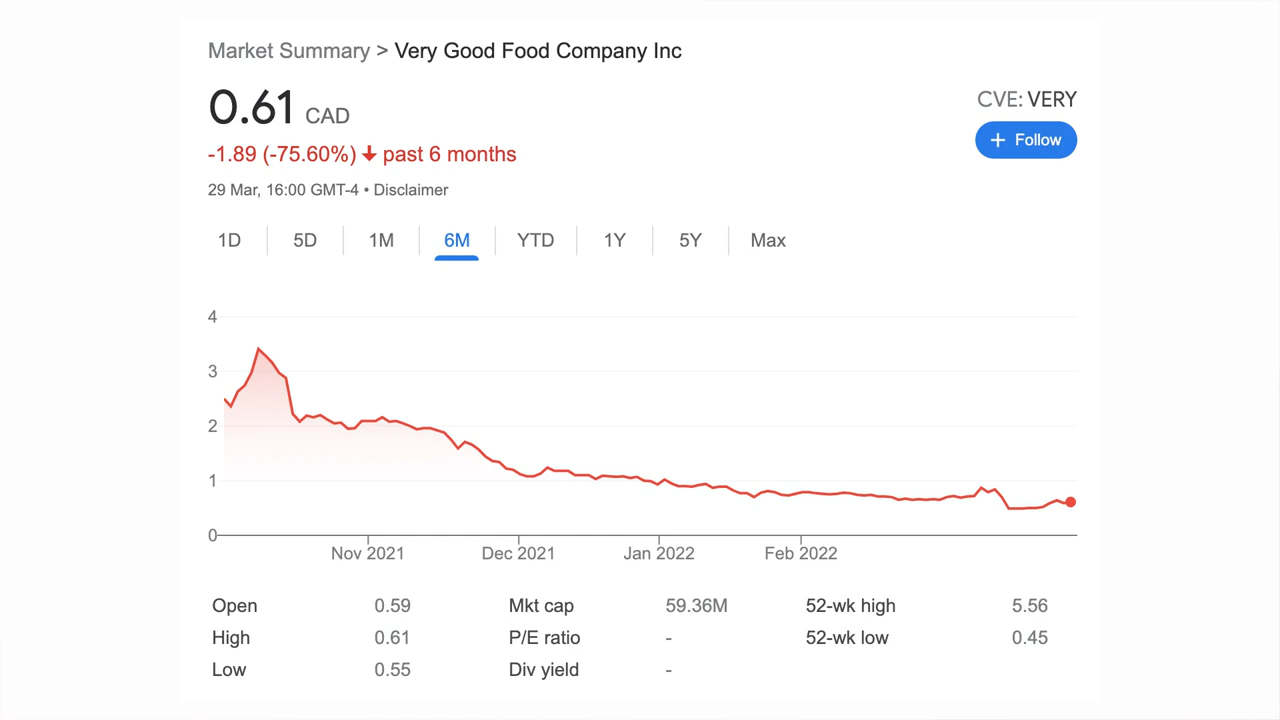 Market Summary > Very Good Food Company Inc
0.61 CAD
CVE: VERY
-1.89 (-75.60%) ↓ past 6 months
+ Follow
29 Mar, 16:00 GMT-4 • Disclaimer
1D 5D 1M 6M YTD 1Y 5Y Max
4
3
2
1
0
Nov 2021 Dec 2021 Jan 2022 Feb 2022
Open 0.59 Mkt cap 59.36M 52-wk high 5.56
High 0.61 P/E ratio - 52-wk low 0.45
Low 0.55 Div yield -